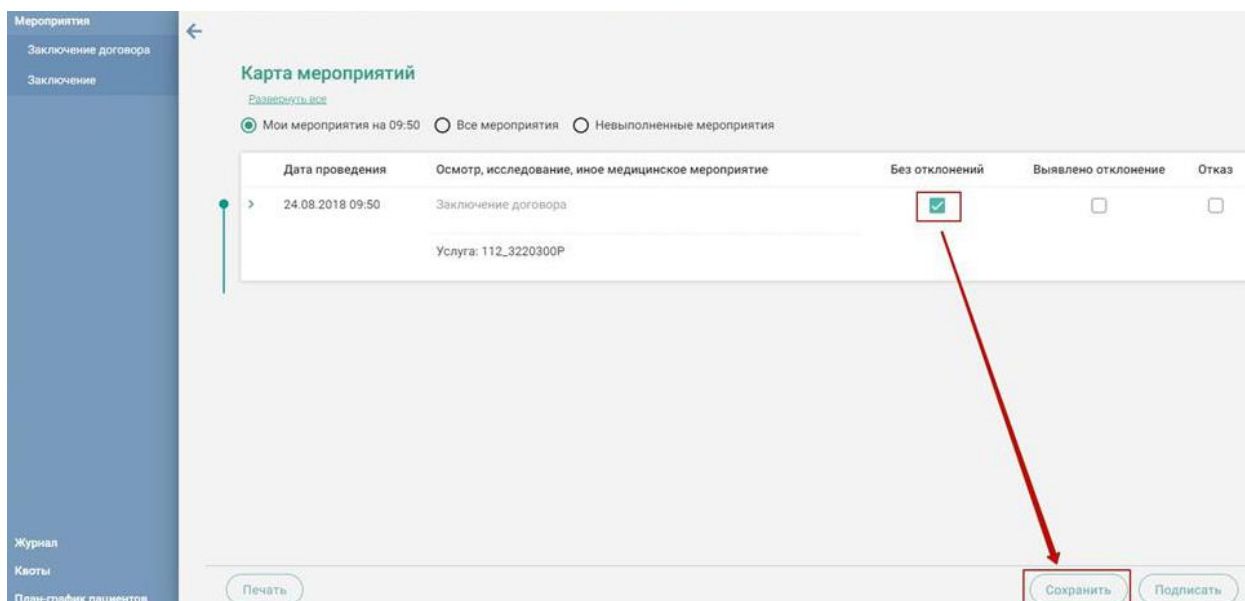 Мероприятия
Заключение договора
Заключение
Карта мероприятий
Развернуть все
Мои мероприятия на 09:50 Все мероприятия Невыполненные мероприятия
Дата проведения Осмотр, исследование, иное медицинское мероприятие Без отклонений Выявлено отклонение Отказ
24.08.2018 09:50 Заключение договора
Услуга: 112_3220300Р
Журнал
Квоты
План-график пациентов
Печать Сохранить Подписать